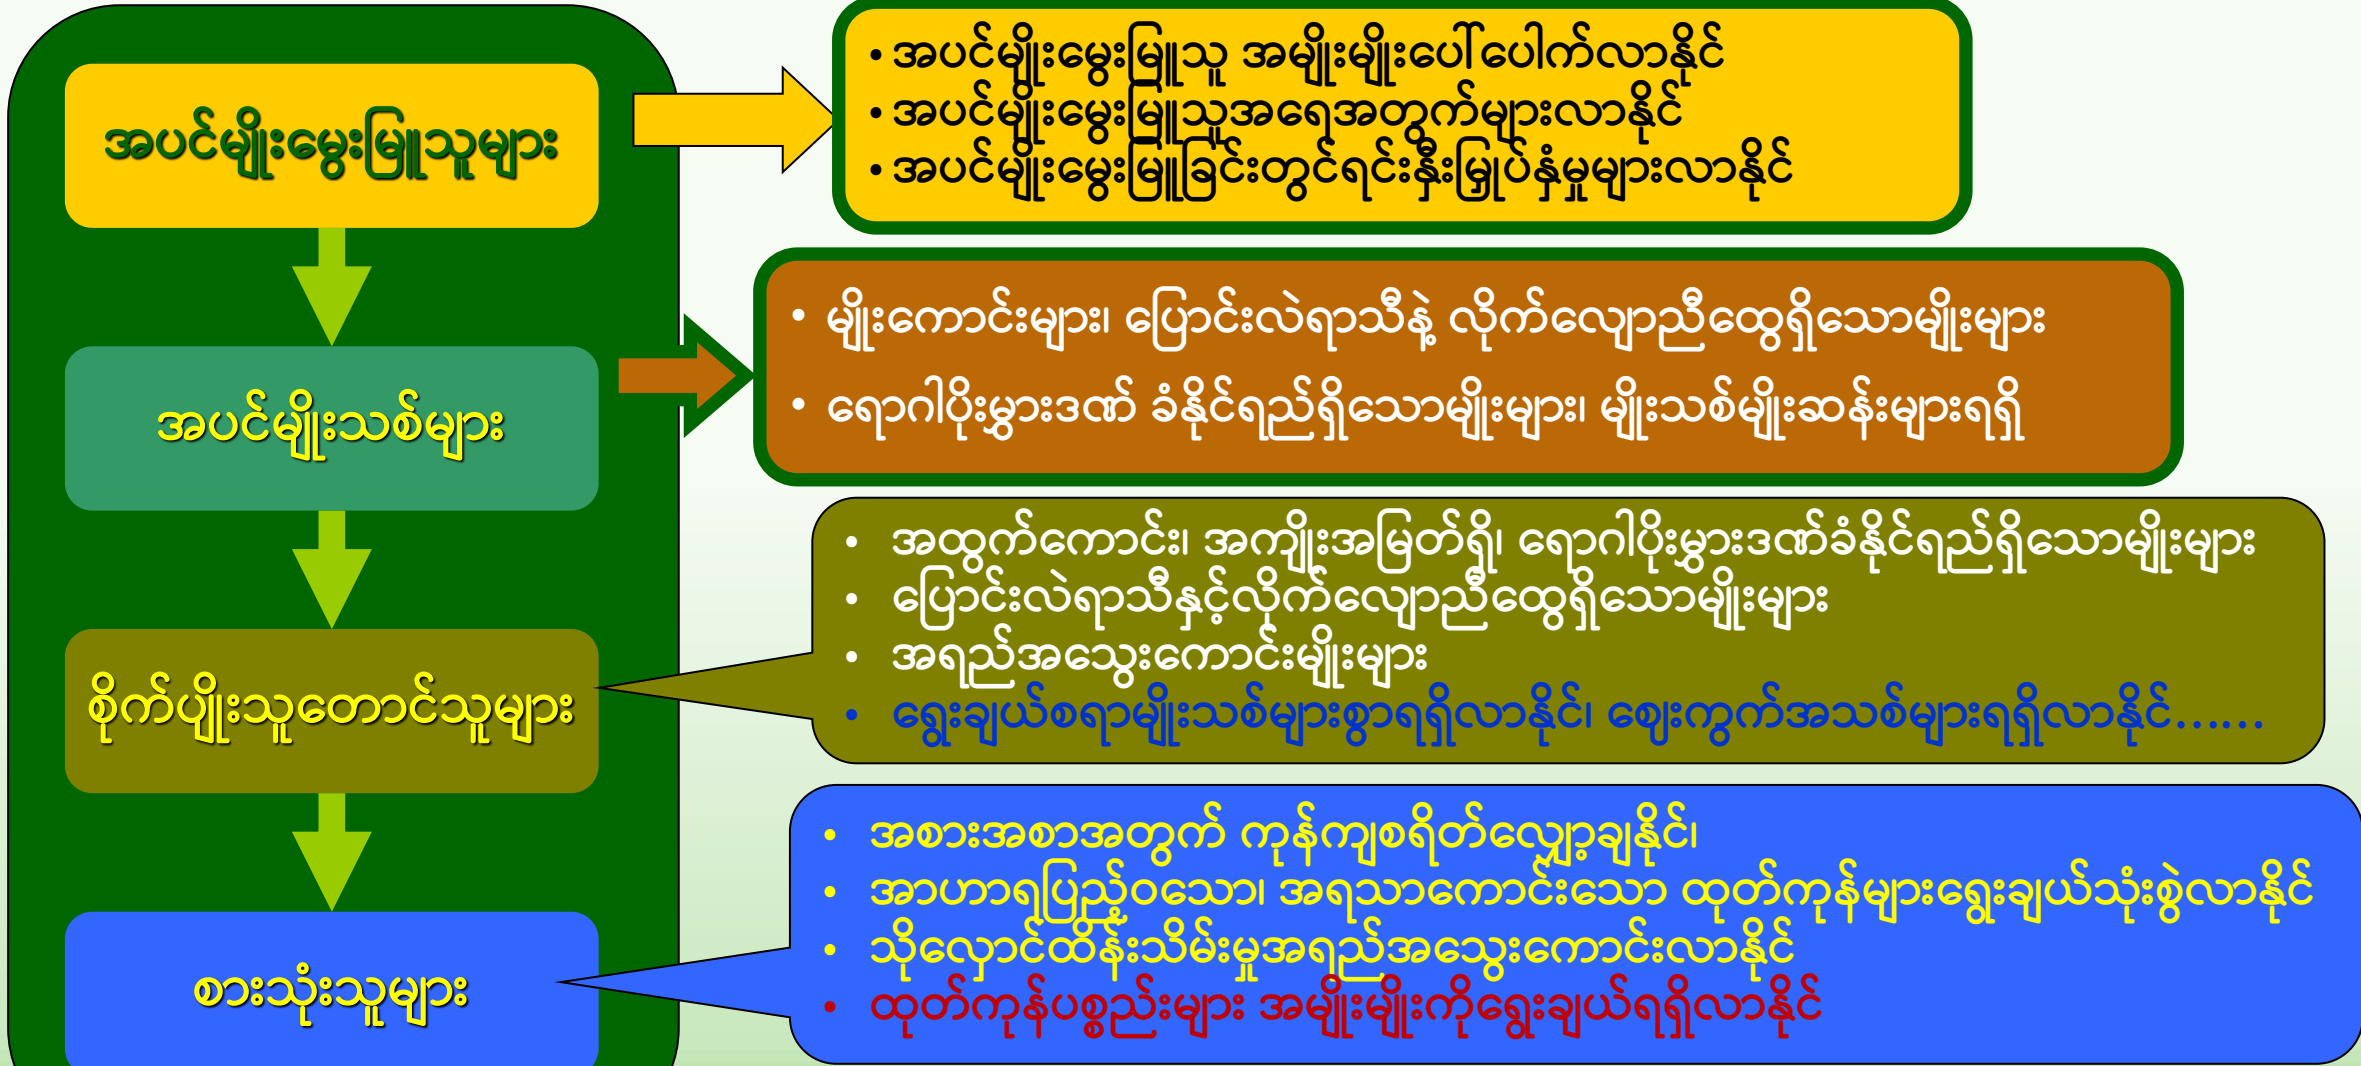 အပင်မျိုးမွေးမြူသူများ
• အပင်မျိုးမွေးမြူသူ အမျိုးမျိုးပေါ်ပေါက်လာနိုင်
• အပင်မျိုးမွေးမြူသူအရေအတွက်များလာနိုင်
• အပင်မျိုးမွေးမြူခြင်းတွင်ရင်းနှီးမြှုပ်နှံမှုများလာနိုင်
အပင်မျိုးသစ်များ
• မျိုးကောင်းများ၊ ပြောင်းလဲရာသီနဲ့ လိုက်လျောညီထွေရှိသောမျိုးများ
• ရောဂါပိုးမွှားဒဏ် ခံနိုင်ရည်ရှိသောမျိုးများ၊ မျိုးသစ်မျိုးဆန်းများရရှိ
စိုက်ပျိုးသူတောင်သူများ
• အထွက်ကောင်း၊ အကျိုးအမြတ်ရှိ၊ ရောဂါပိုးမွှားဒဏ်ခံနိုင်ရည်ရှိသောမျိုးများ
• ပြောင်းလဲရာသီနှင့်လိုက်လျောညီထွေရှိသောမျိုးများ
• အရည်အသွေးကောင်းမျိုးများ
• ရွေးချယ်စရာမျိုးသစ်များစွာရရှိလာနိုင်၊ ဈေးကွက်အသစ်များရရှိလာနိုင်……
စားသုံးသူများ
• အစားအစာအတွက် ကုန်ကျစရိတ်လျှော့ချနိုင်၊
• အာဟာရပြည့်ဝသော၊ အရသာကောင်းသော ထုတ်ကုန်များရွေးချယ်သုံးစွဲလာနိုင်
• သိုလှောင်ထိန်းသိမ်းမှုအရည်အသွေးကောင်းလာနိုင်
• ထုတ်ကုန်ပစ္စည်းများ အမျိုးမျိုးကိုရွေးချယ်ရရှိလာနိုင်